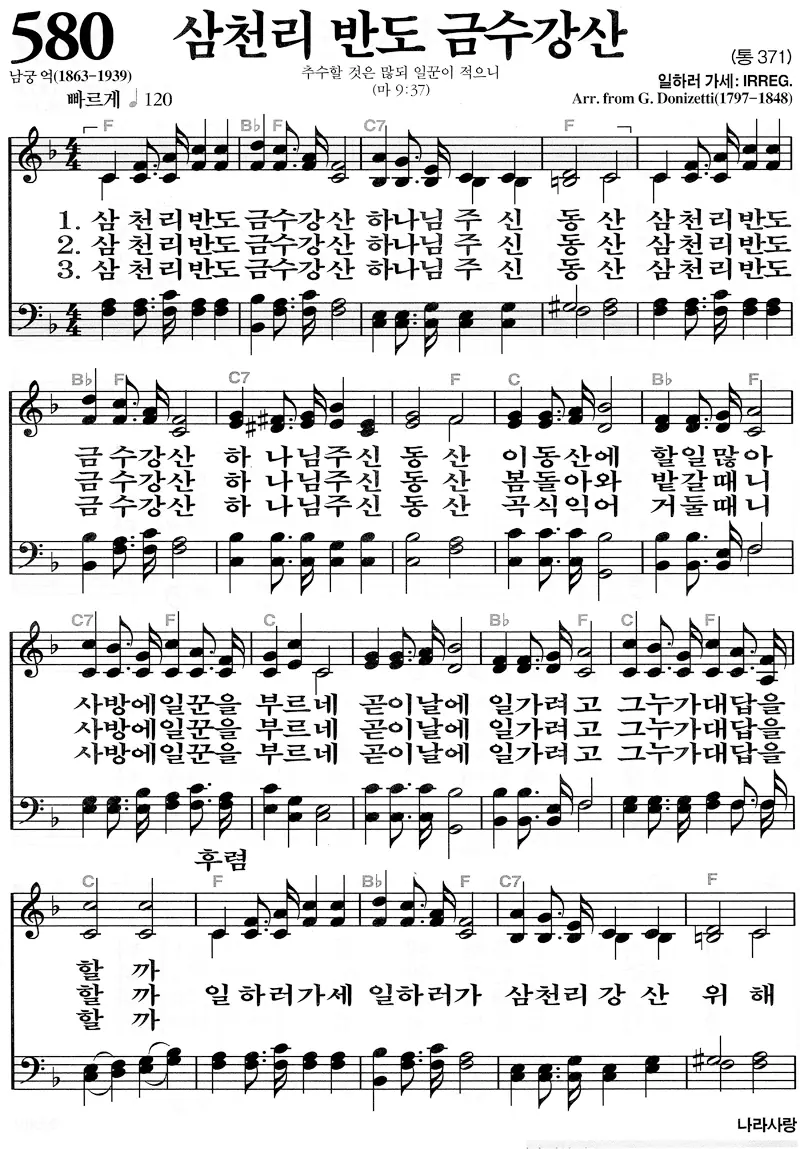 580 삼천리 반도 금수강산
(통 371)
남궁 억(1863-1939)
추수할 것은 많되 일꾼이 적으니
(마 9:37)
일하러 가세: IRREG.
빠르게 ♩120
Arr. from G. Donizetti(1797-1848)
F B♭ F C7 F
1. 삼 천리 반도 금수강산 하나님 주 신 동 산 삼천리 반도
2. 삼 천리 반도 금수강산 하나님 주 신 동 산 삼천리 반도
3. 삼 천리 반도 금수강산 하나님 주 신 동 산 삼천리 반도
B♭ F C7 F C B♭ F
금 수강 산 하 나님주신 동 산 이동산에 할일많아
금 수강 산 하 나님주신 동 산 봄돌아와 밭갈때니
금 수강 산 하 나님주신 동 산 곡식익어 거둘때니
C7 F C B♭ F C F
사방에일꾼을 부르네 곧이날에 일가려고 그누가대답을
사방에일꾼을 부르네 곧이날에 일가려고 그누가대답을
사방에일꾼을 부르네 곧이날에 일가려고 그누가대답을
후렴
C F B♭ F C7 F
할 까
할 까 일 하러가세 일하러가 삼천리 강 산 위 해
할 까
나라사랑